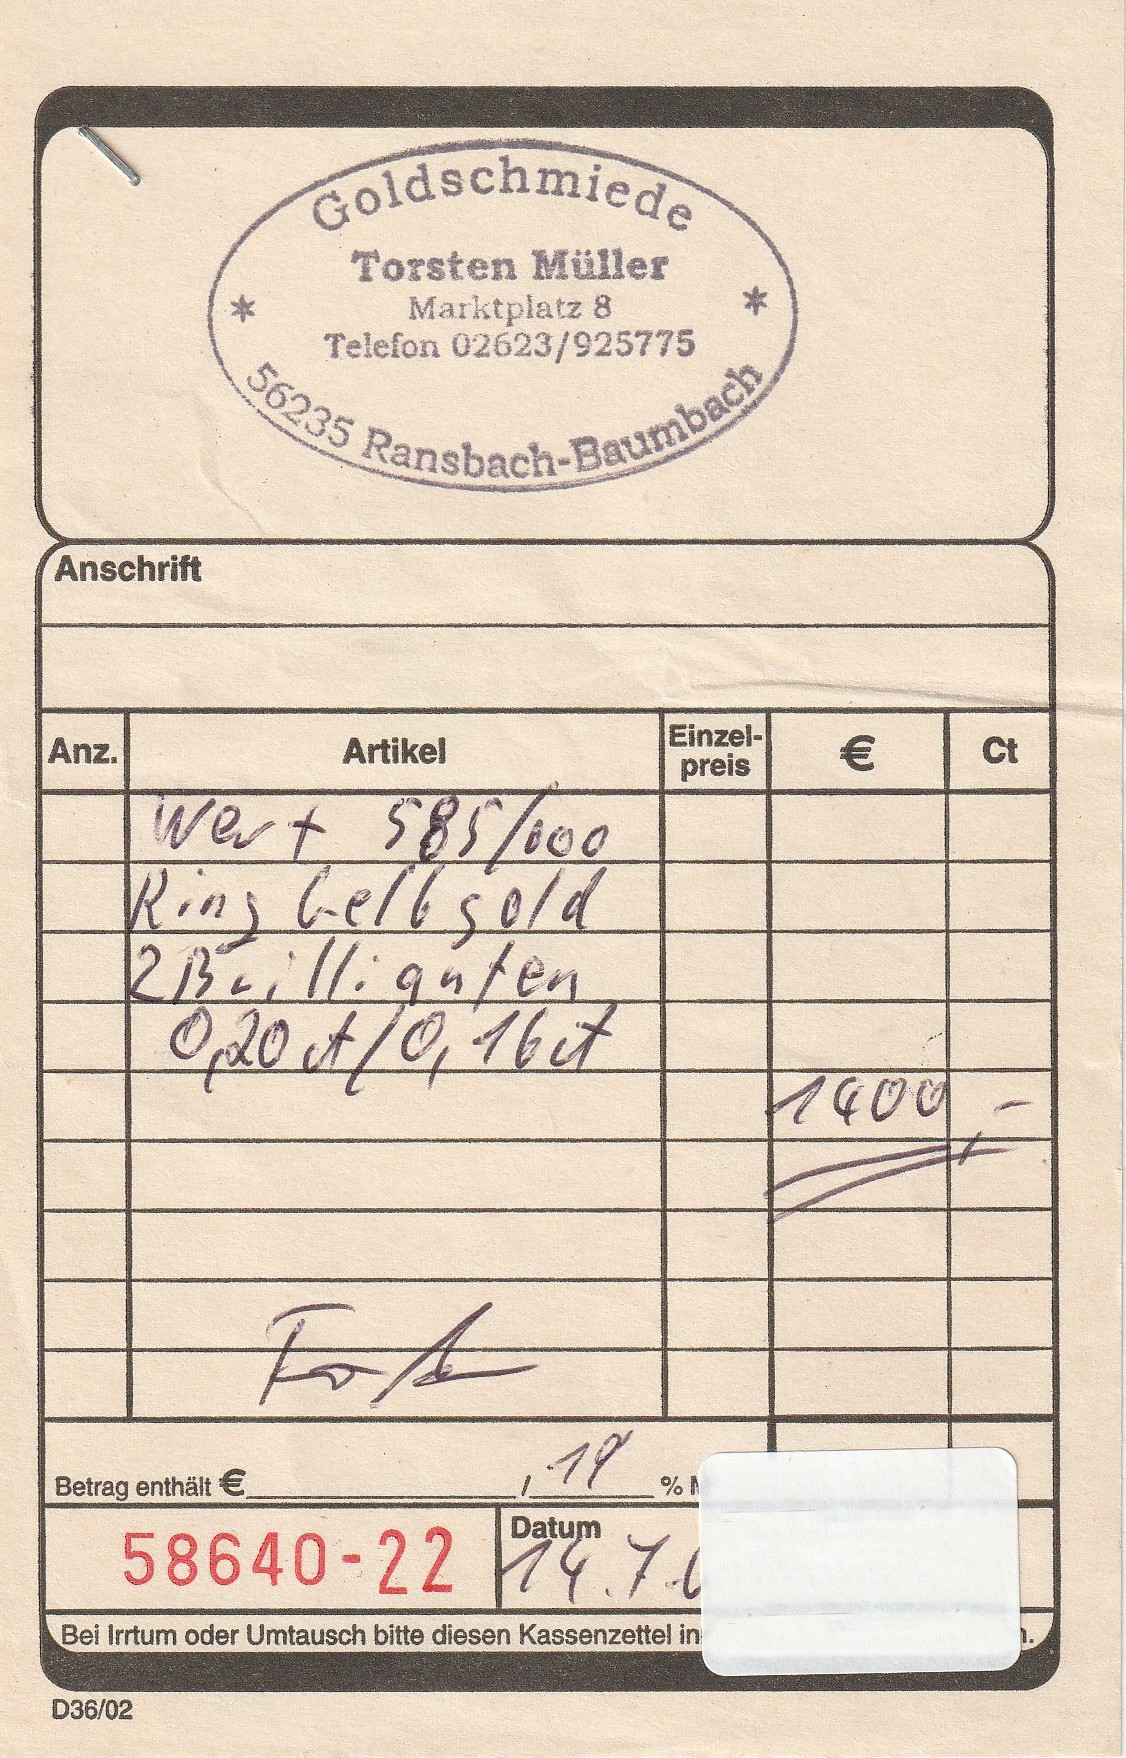 Goldschmiede
Torsten Müller
* Marktplatz 8 *
Telefon 02623/925775
56235 Ransbach-Baumbach
Anschrift
Anz. Artikel Einzel-preis € Ct
Wert 585/000
Ring Gelbgold
2 Brillianten
0,20 ct/0,16 ct
1400,-
Betrag enthält € / 19 % M
58640-22 Datum 14.7.0
Bei Irrtum oder Umtausch bitte diesen Kassenzettel in n.
D36/02